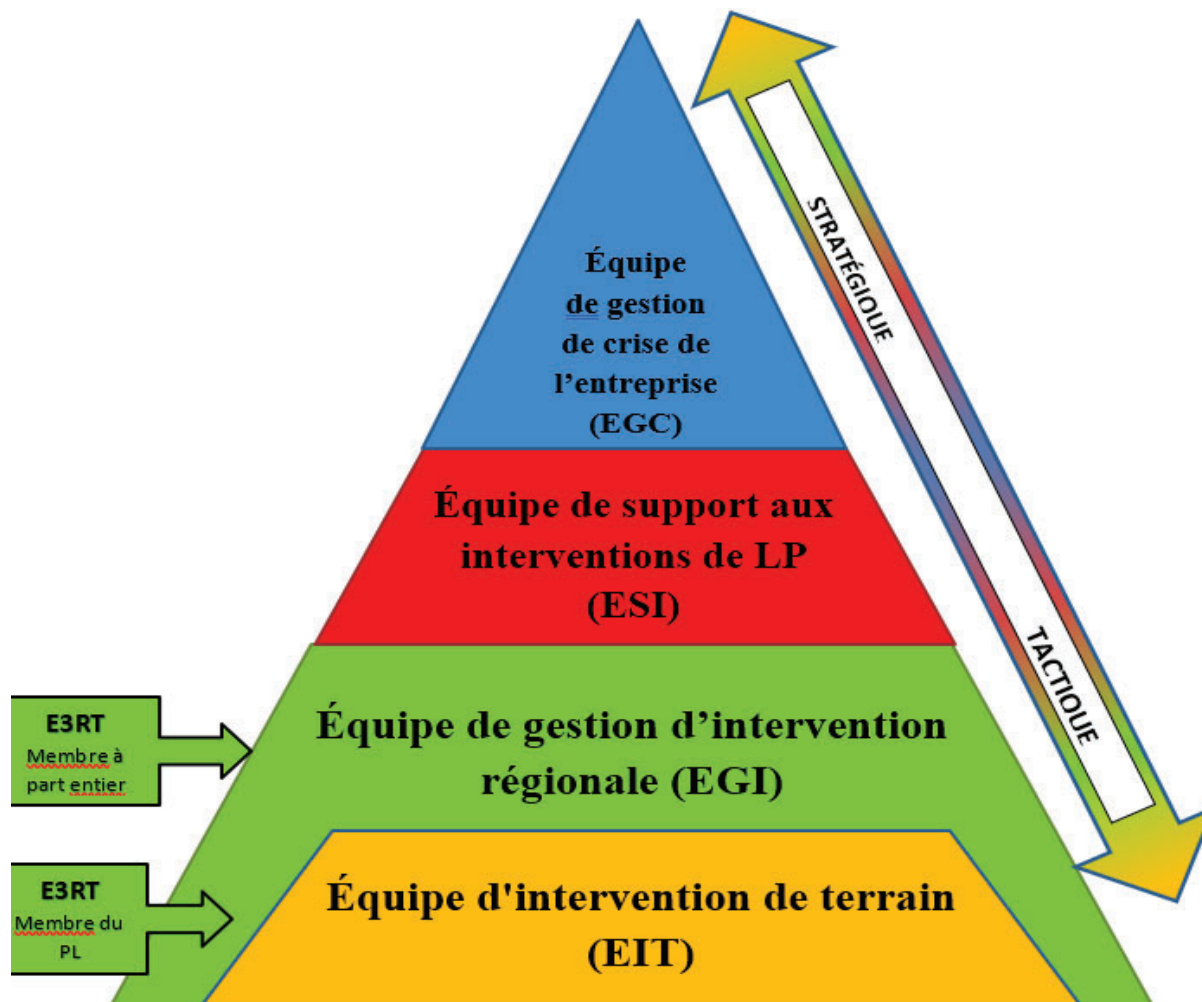 Équipe
de gestion
de crise de
l’entreprise
(EGC)
STRATÉGIQUE
Équipe de support aux
interventions de LP
(ESI)
TACTIQUE
E3RT
Membre à
part entier
Équipe de gestion d’intervention
régionale (EGI)
E3RT
Membre du
PL
Équipe d'intervention de terrain
(EIT)